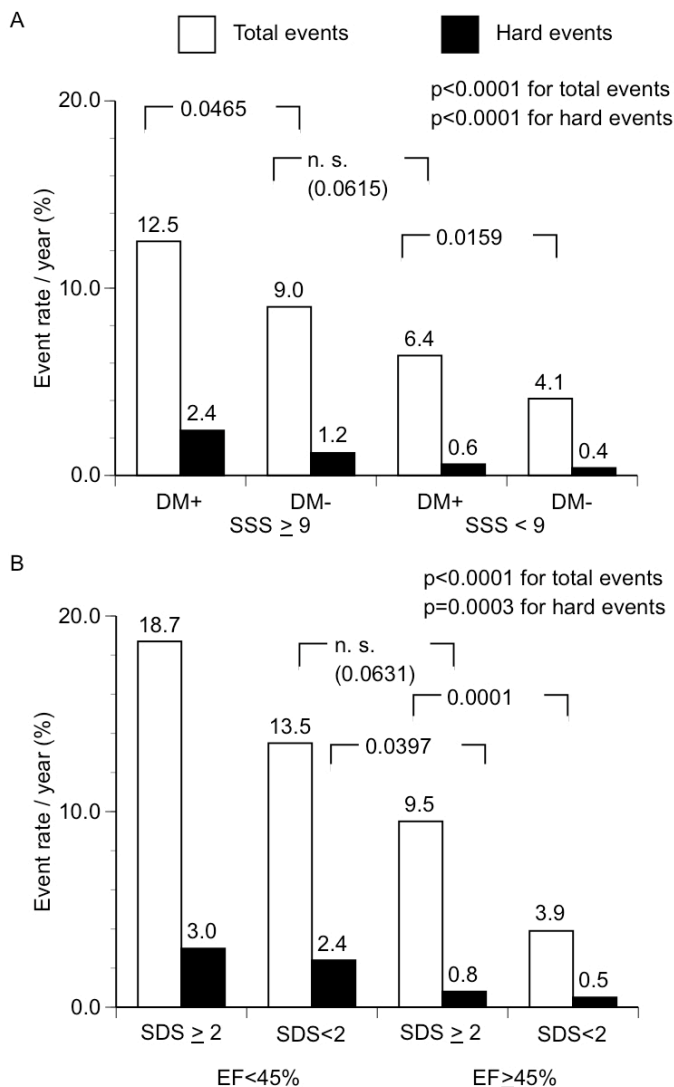 A
Total events
Hard events
p<0.0001 for total events
p<0.0001 for hard events
20.0
0.0465
n. s.
(0.0615)
0.0159
12.5
9.0
10.0
6.4
4.1
2.4
1.2
0.6
0.4
0.0
Event rate / year (%)
DM+
DM-
DM+
DM-
SSS ≥ 9
SSS < 9
B
p<0.0001 for total events
p=0.0003 for hard events
20.0
18.7
n. s.
(0.0631)
0.0001
13.5
0.0397
10.0
9.5
3.9
3.0
2.4
0.8
0.5
0.0
Event rate / year (%)
SDS ≥ 2
SDS<2
SDS ≥ 2
SDS<2
EF<45%
EF≥45%